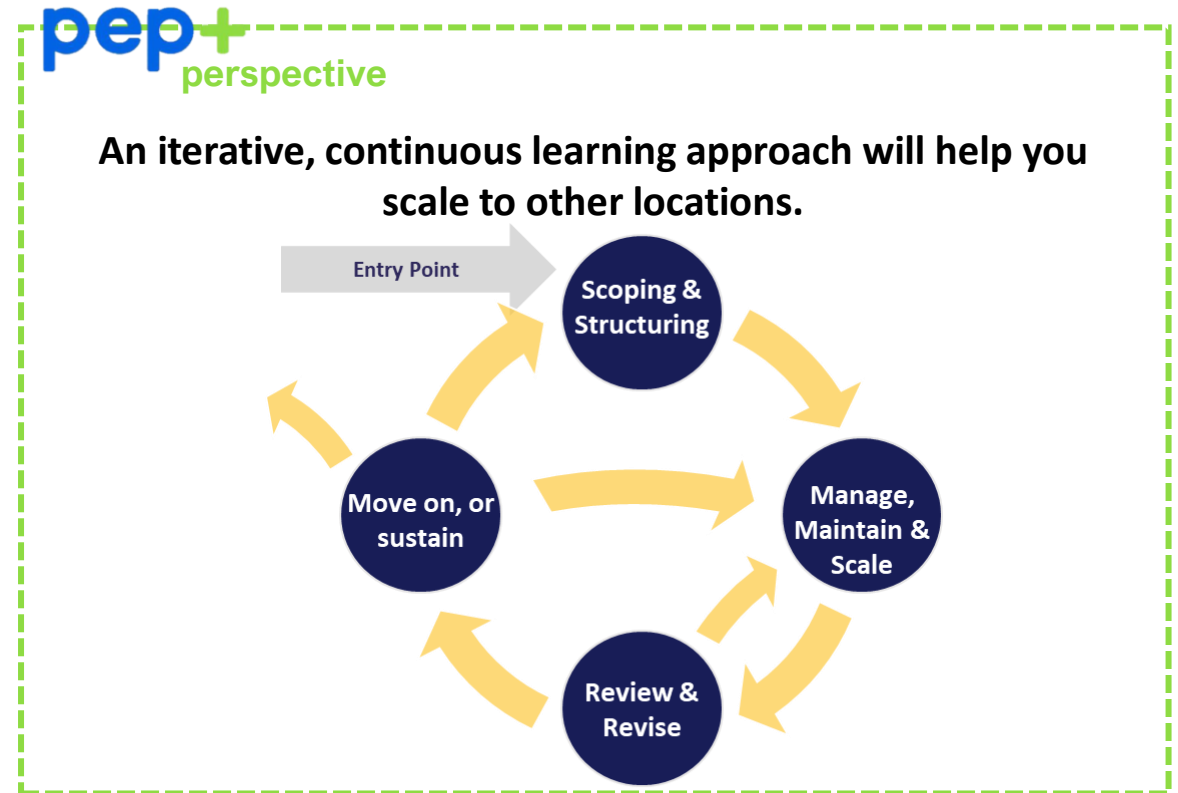 pep+
perspective
An iterative, continuous learning approach will help you
scale to other locations.
Entry Point
Scoping &
Structuring
Move on, or
sustain
Manage,
Maintain &
Scale
Review &
Revise